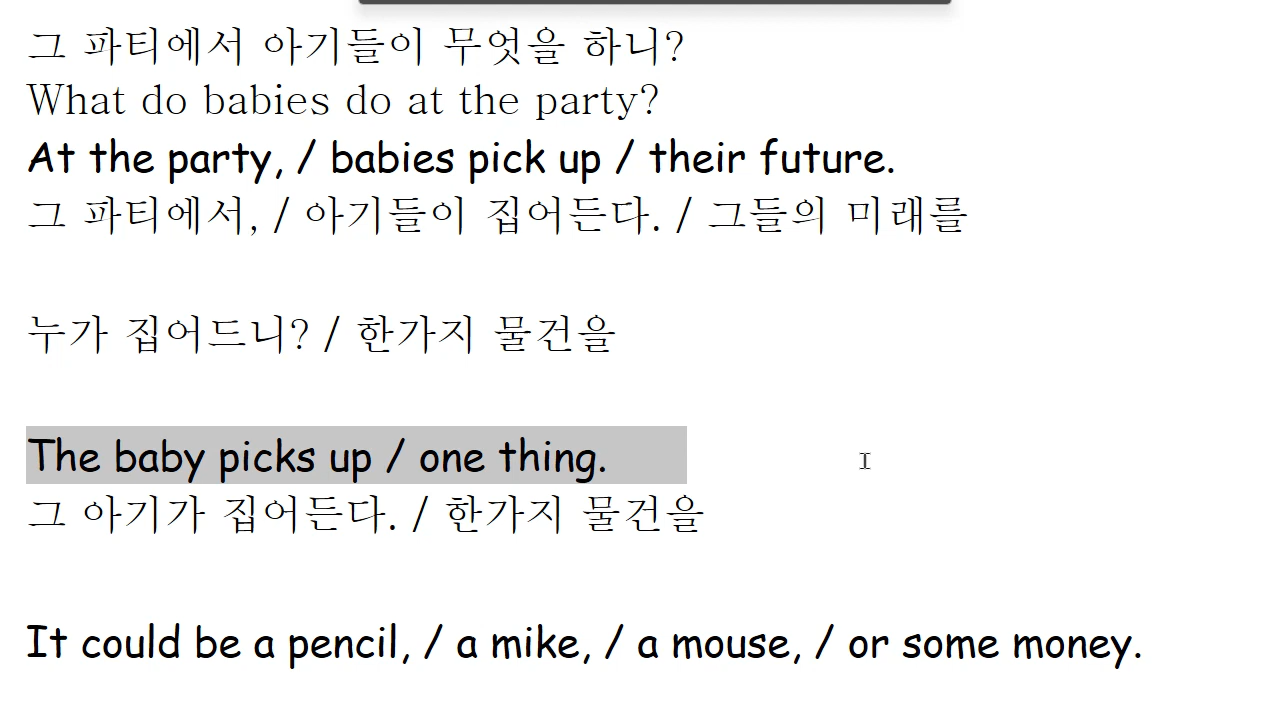 그 파티에서 아기들이 무엇을 하니?
What do babies do at the party?
At the party, / babies pick up / their future.
그 파티에서, / 아기들이 집어든다. / 그들의 미래를
누가 집어드니? / 한가지 물건을
The baby picks up / one thing.
그 아기가 집어든다. / 한가지 물건을
It could be a pencil, / a mike, / a mouse, / or some money.